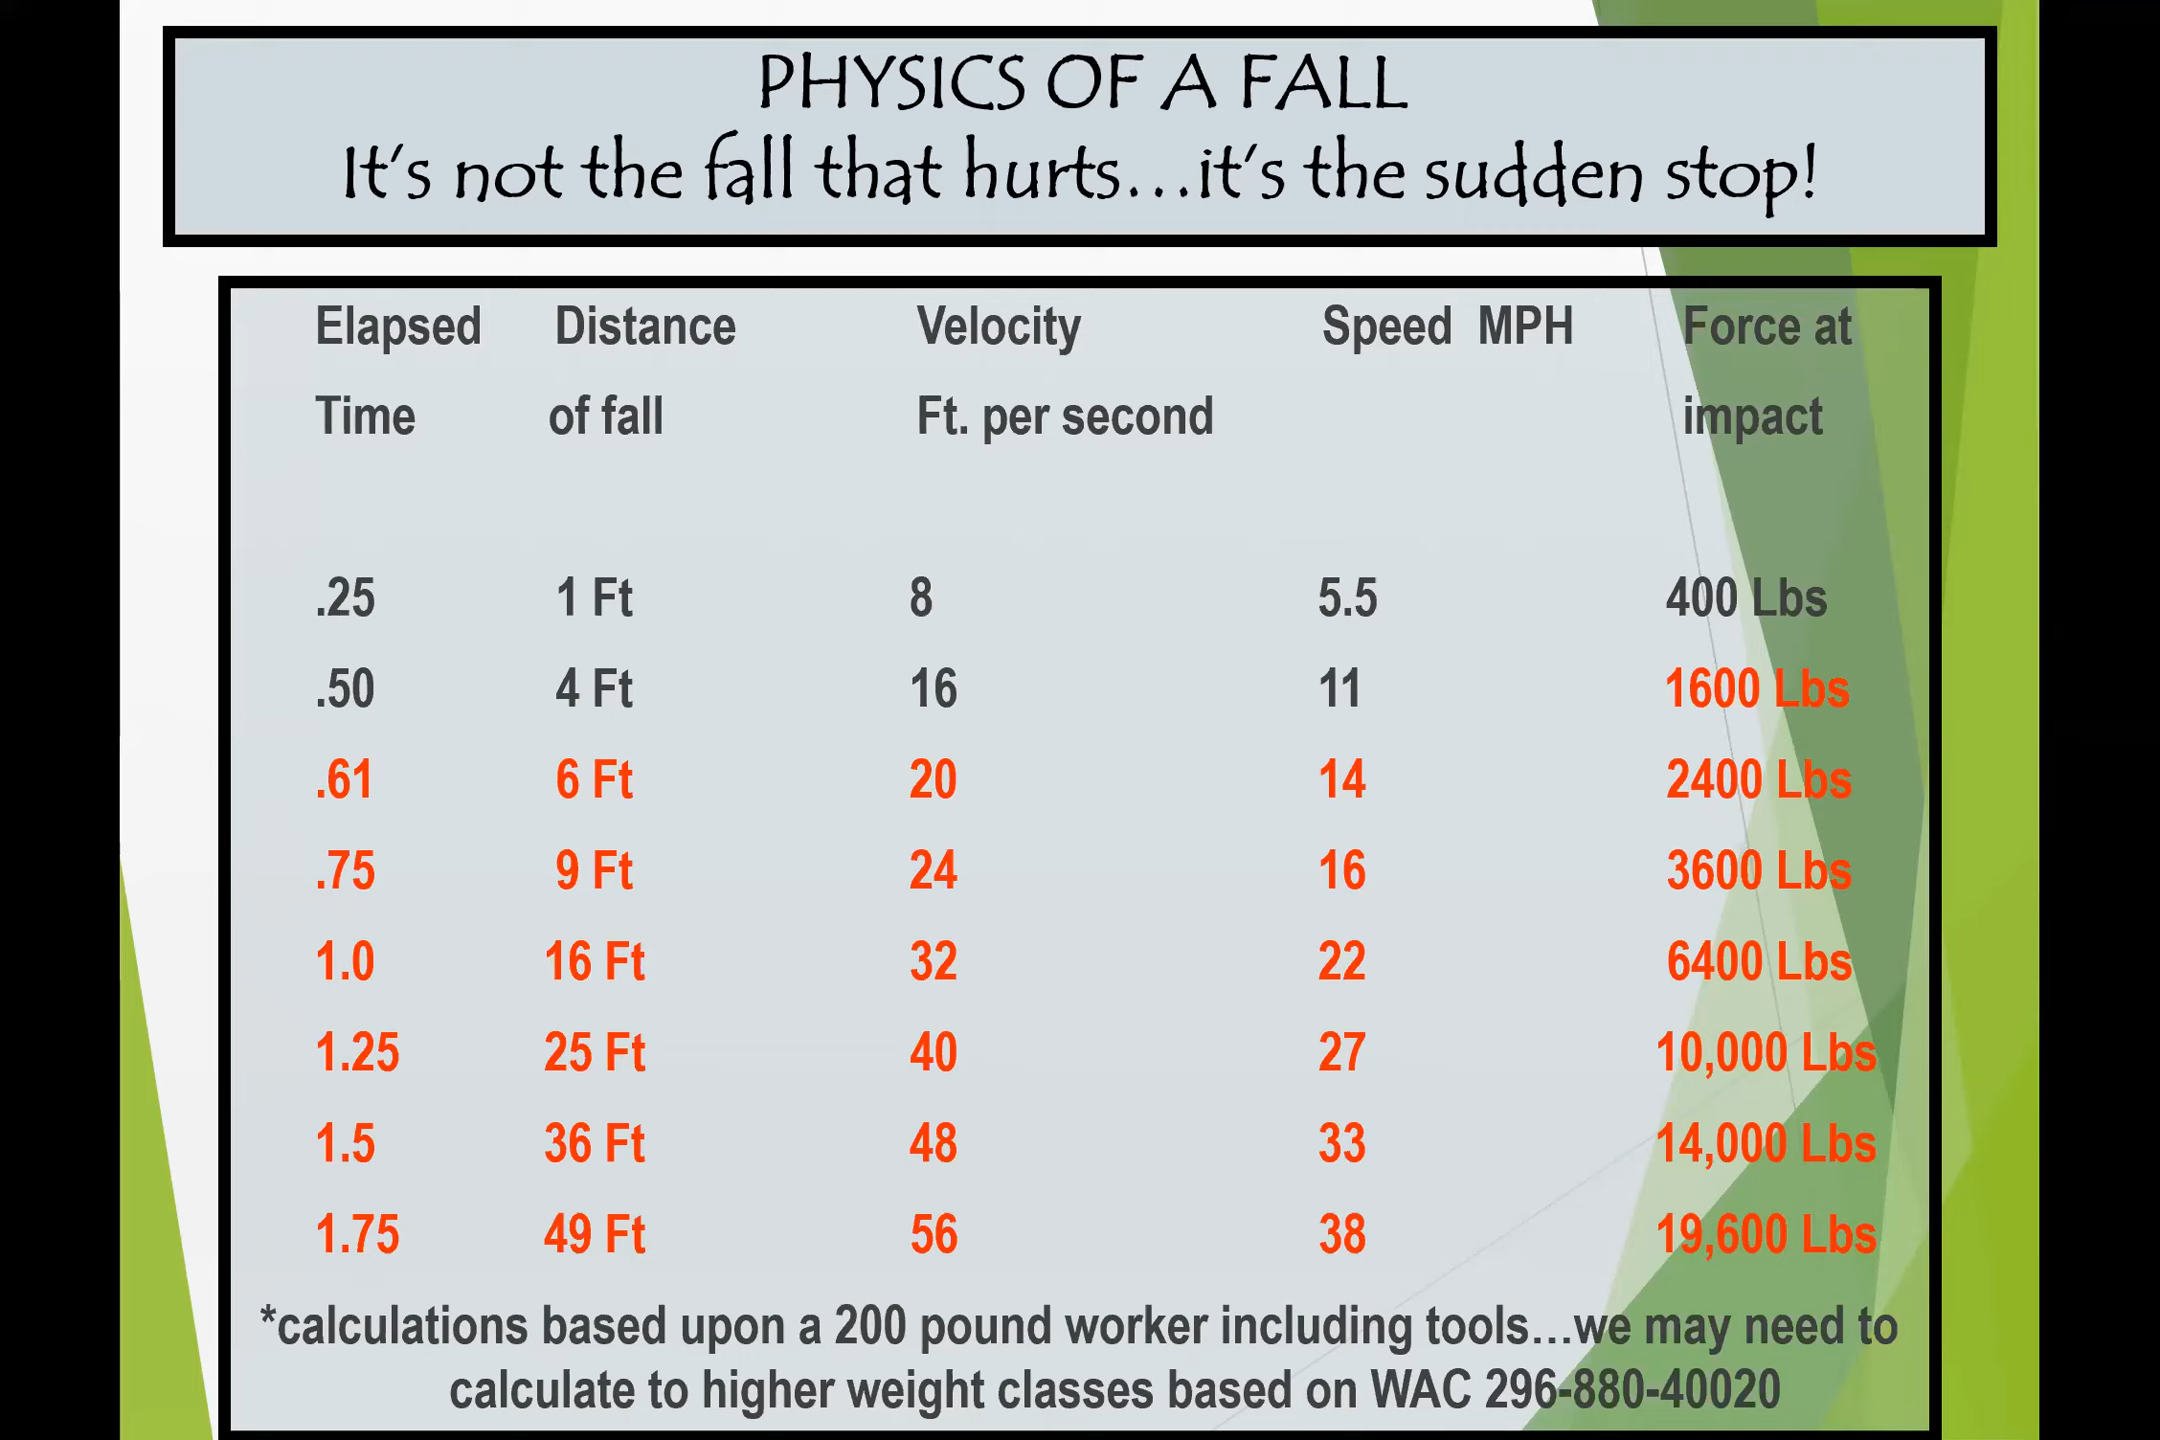 PHYSICS OF A FALL
It's not the fall that hurts...it's the sudden stop!
Elapsed Distance Velocity Speed MPH Force at
Time of fall Ft. per second impact
.25 1 Ft 8 5.5 400 Lbs
.50 4 Ft 16 11 1600 Lbs
.61 6 Ft 20 14 2400 Lbs
.75 9 Ft 24 16 3600 Lbs
1.0 16 Ft 32 22 6400 Lbs
1.25 25 Ft 40 27 10,000 Lbs
1.5 36 Ft 48 33 14,000 Lbs
1.75 49 Ft 56 38 19,600 Lbs
*calculations based upon a 200 pound worker including tools...we may need to
calculate to higher weight classes based on WAC 296-880-40020